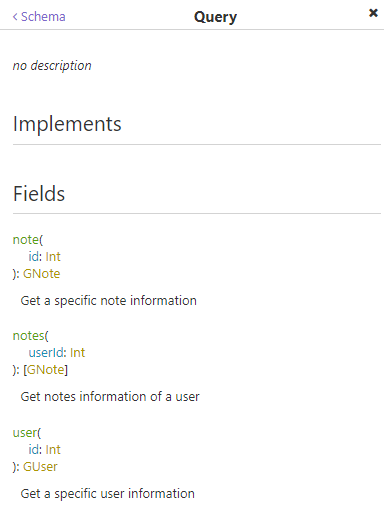 < Schema
Query
×
no description
Implements
Fields
note(
id: Int
): GNote
Get a specific note information
notes(
userId: Int
): [GNote]
Get notes information of a user
user(
id: Int
): GUser
Get a specific user information